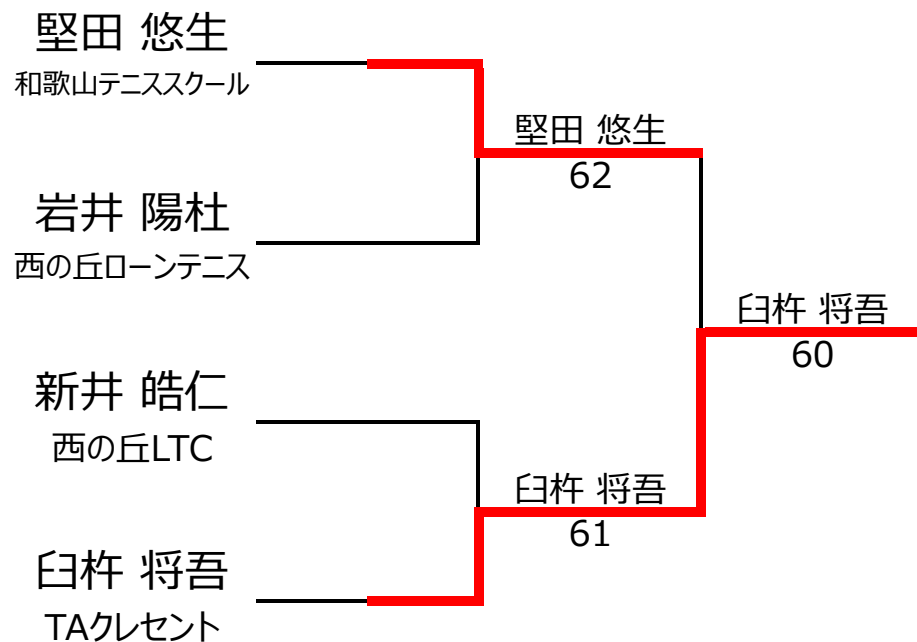 堅田 悠生
和歌山テニススクール
堅田 悠生
62
岩井 陽杜
西の丘ローンテニス
臼杵 将吾
60
新井 皓仁
西の丘LTC
臼杵 将吾
61
臼杵 将吾
TAクレセント